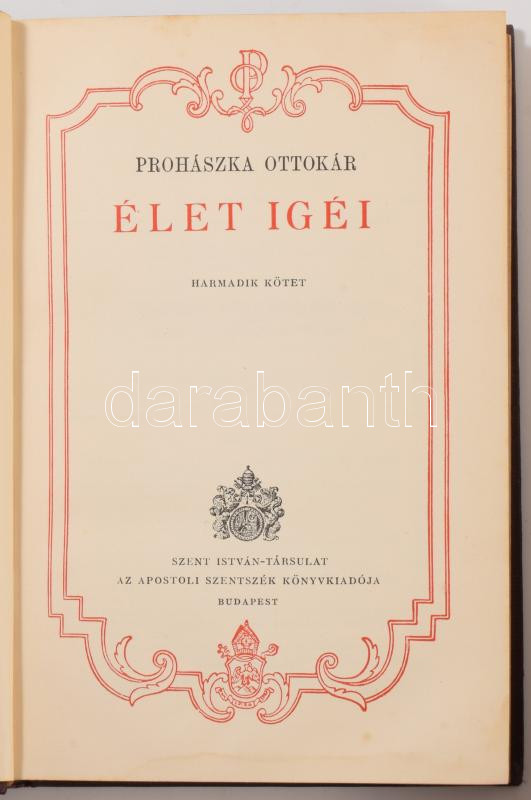 PROHÁSZKA OTTOKÁR
ÉLET IGÉI
HARMADIK KÖTET
darabanth
SZENT ISTVÁN-TÁRSULAT
AZ APOSTOLI SZENTSZÉK KÖNYVKIADÓJA
BUDAPEST